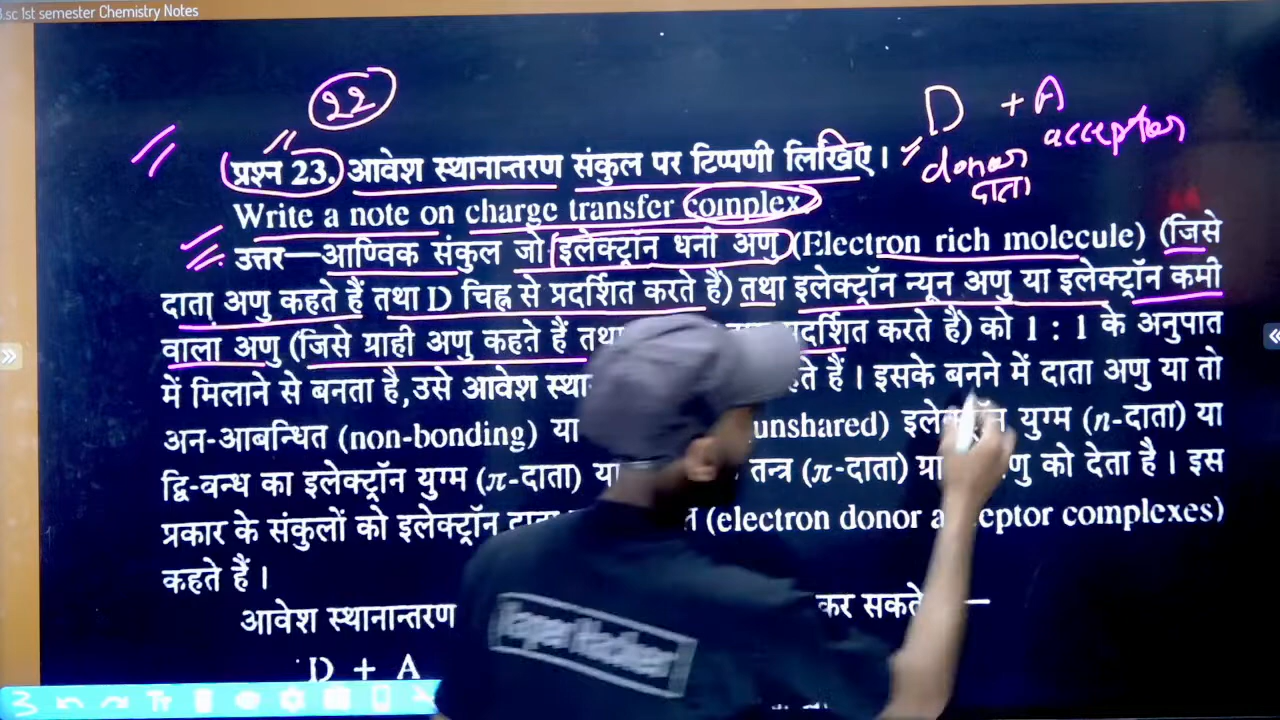 B.sc 1st semester Chemistry Notes
22
D + A
acceptor
donor
दाता
प्रश्न 23. आवेश स्थानान्तरण संकुल पर टिप्पणी लिखिए।
Write a note on charge transfer complex.
उत्तर—आण्विक संकुल जो इलेक्ट्रॉन धनी अणु (Electron rich molecule) (जिसे
दाता अणु कहते हैं तथा D चिह्न से प्रदर्शित करते हैं) तथा इलेक्ट्रॉन न्यून अणु या इलेक्ट्रॉन कमी
वाला अणु (जिसे ग्राही अणु कहते हैं तथा प्रदर्शित करते हैं) को 1 : 1 के अनुपात
में मिलाने से बनता है, उसे आवेश हैं। इसके बनने में दाता अणु या तो
अन-आबन्धित (non-bonding) या unshared) इलेक्ट्रॉन युग्म (n-दाता) या
द्वि-बन्ध का इलेक्ट्रॉन युग्म (π-दाता) या तन्त्र (π-दाता) को देता है। इस
प्रकार के संकुलों को इलेक्ट्रॉन (electron donor acceptor complexes)
कहते हैं।
आवेश स्थानान्तरण कर सकते —
D + A
Paper Hacker